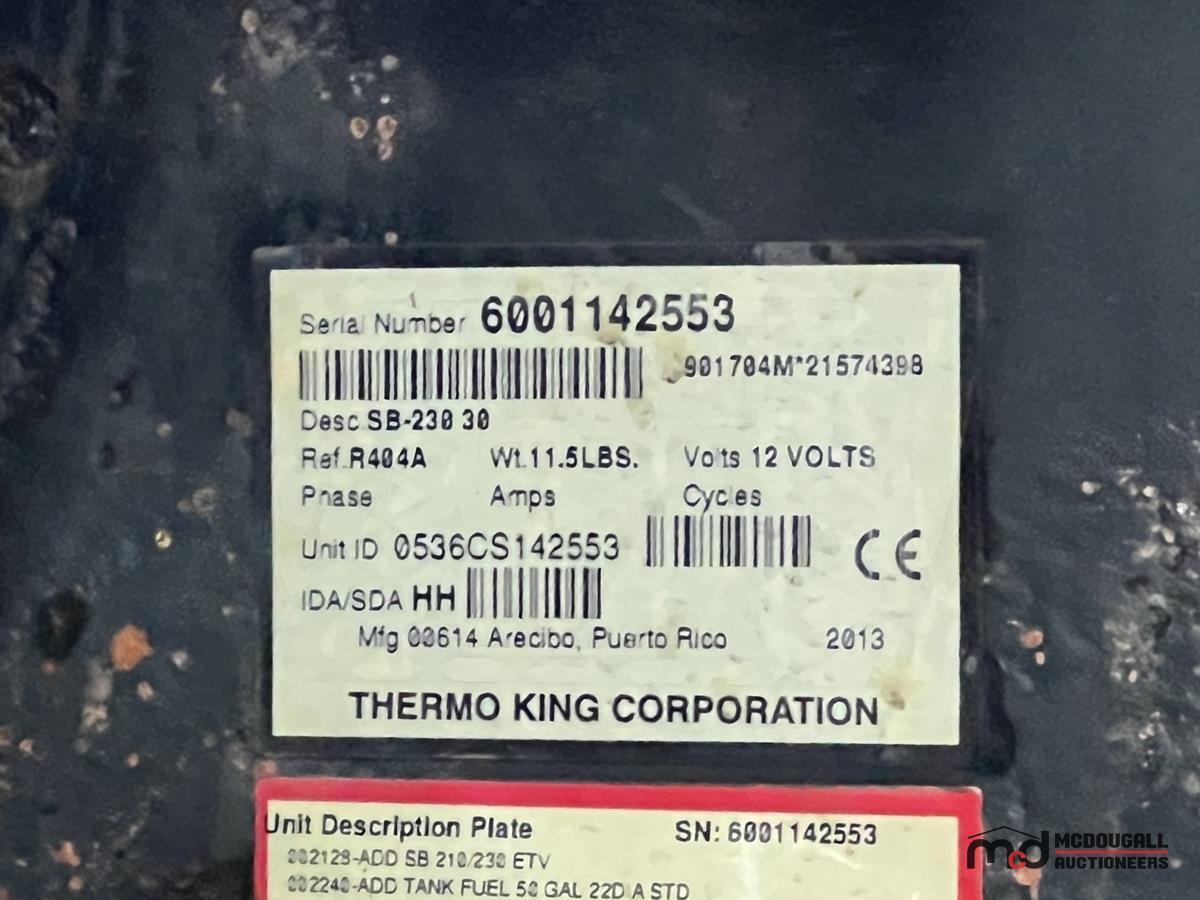 Serial Number 6001142553
901704M*21574398
Desc SB-230 30
Ref. R404A Wt. 11.5LBS. Volts 12 VOLTS
Phase Amps Cycles
Unit ID 0536CS142553 CE
IDA/SDA HH
Mfg 00614 Arecibo, Puerto Rico 2013
THERMO KING CORPORATION
Unit Description Plate SN: 6001142553
002128-ADD SB 210/230 ETV
002240-ADD TANK FUEL 50 GAL 22DIA STD
mcd MCDOUGALL
AUCTIONEERS